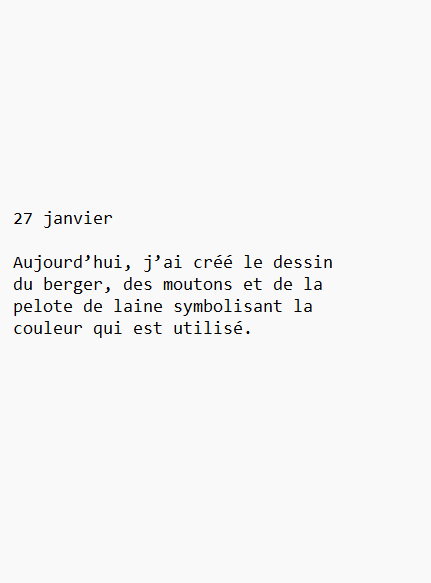 27 janvier
Aujourd’hui, j’ai créé le dessin
du berger, des moutons et de la
pelote de laine symbolisant la
couleur qui est utilisé.